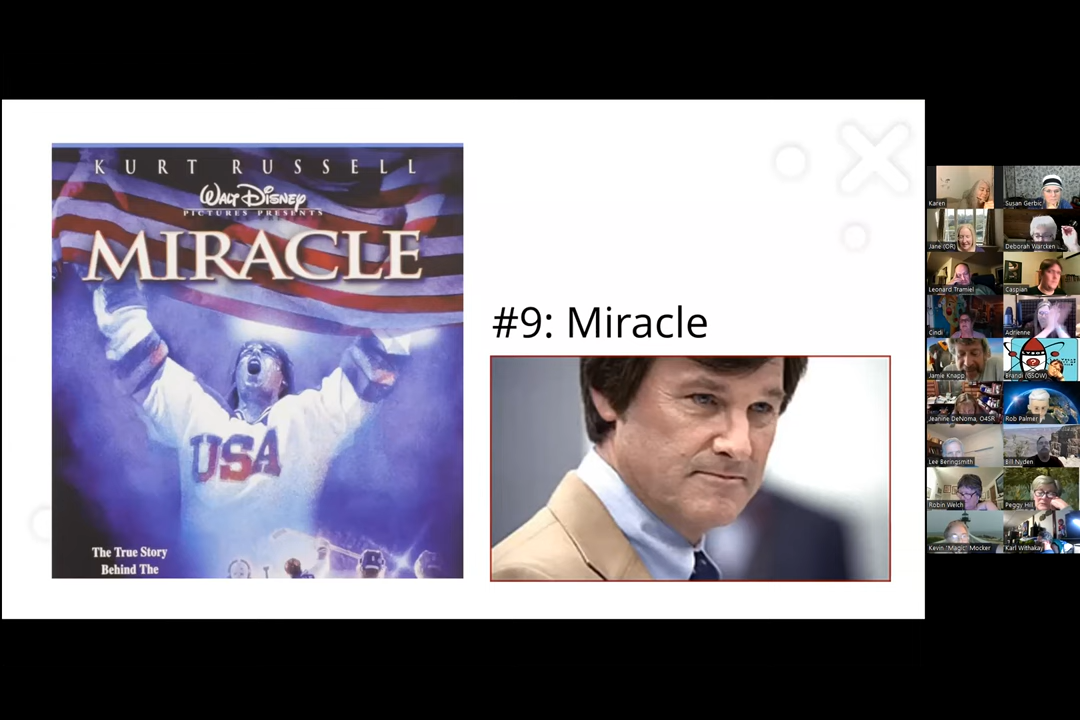 KURT RUSSELL
WALT DISNEY
PICTURES PRESENTS
MIRACLE
USA
The True Story
Behind The
#9: Miracle
Karen
Susan Gerbic
Jane (OR)
Deborah Warcken
Leonard Tramiel
Caspian
Cindi
Adrienne
Jamie Knapp
Brandi (GSOW)
Jeanine DeNoma, O4SR
Rob Palmer
Lee Beringsmith
Bill Nyden
Robin Welch
Peggy Hill
Kevin "Magic" Mocker
Karl Withakay